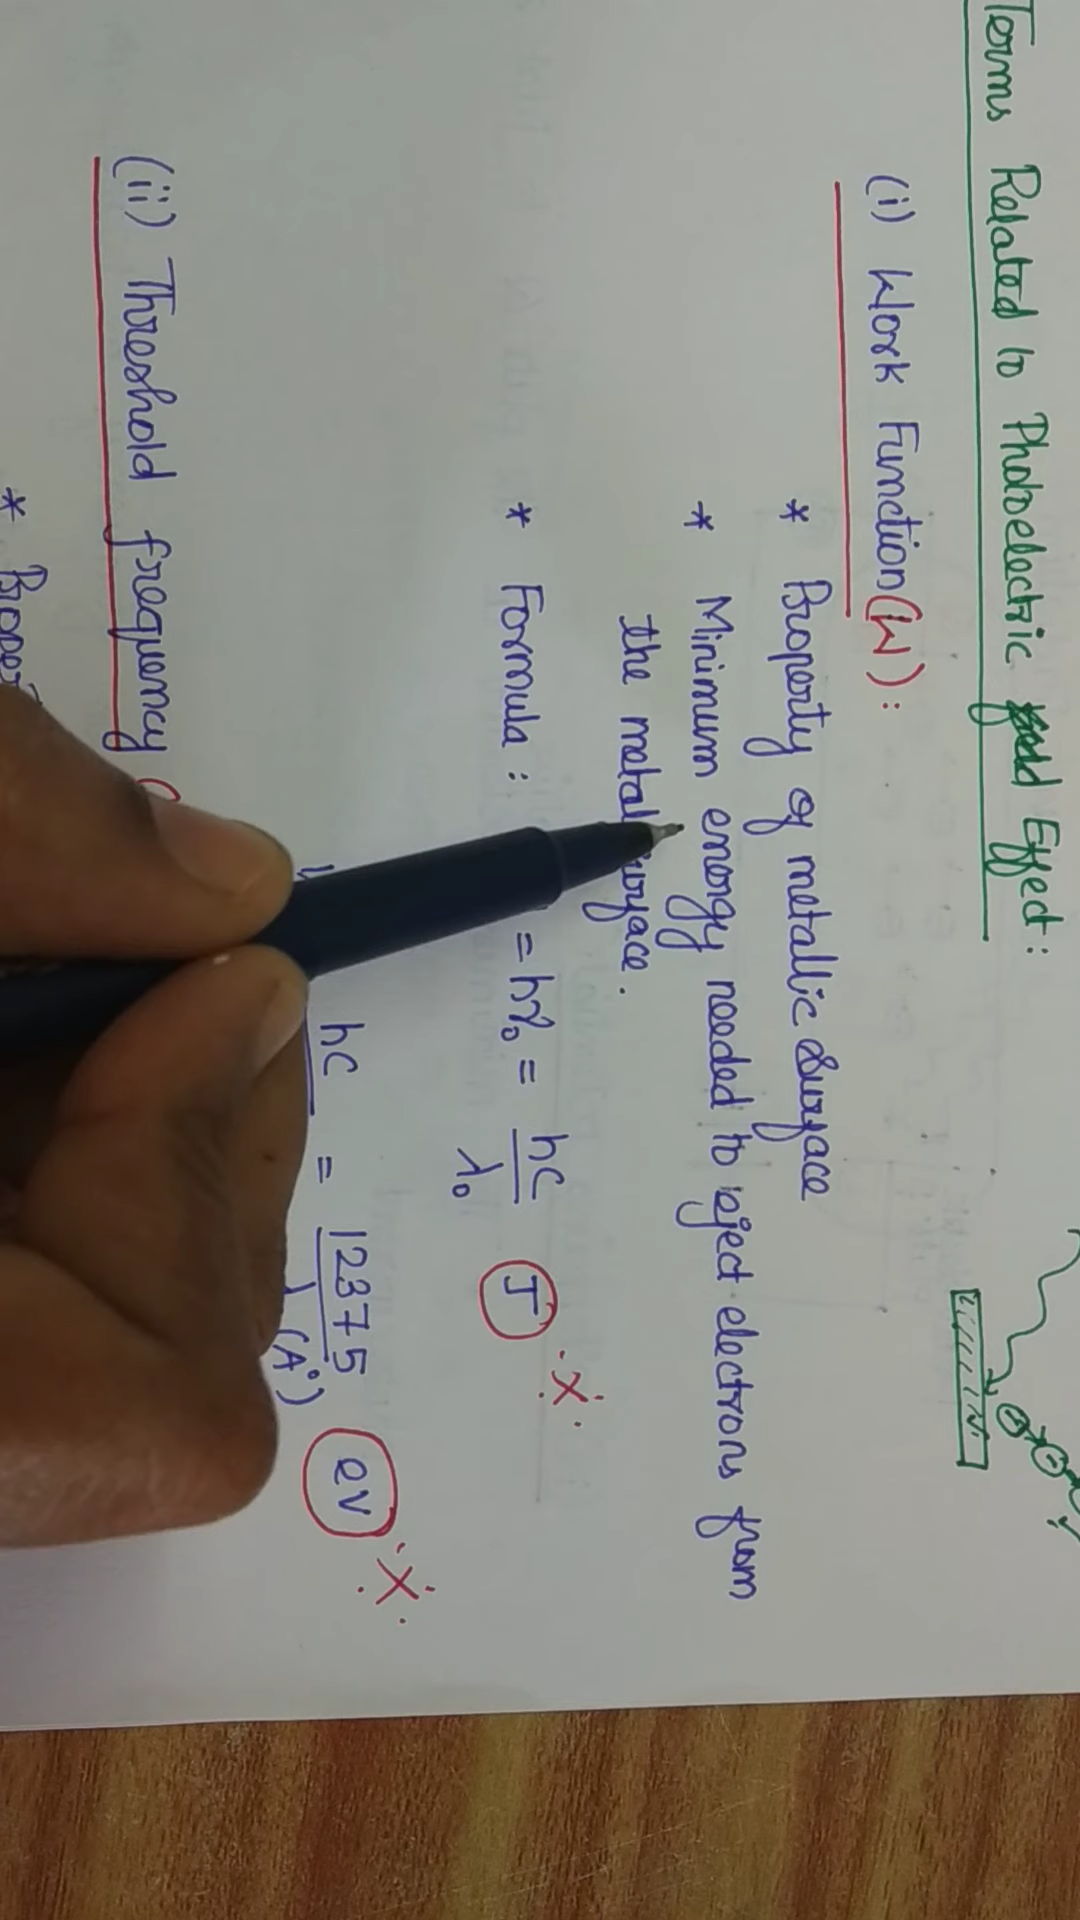 Terms Related to Photoelectric Effect:
(i) Work Function (W):
* Property of metallic surface
* Minimum energy needed to eject electrons from
the metal surface.
* Formula: = hν₀ = hc/λ₀ J
hc = 12375/λ(A°) eV
(ii) Threshold frequency
*